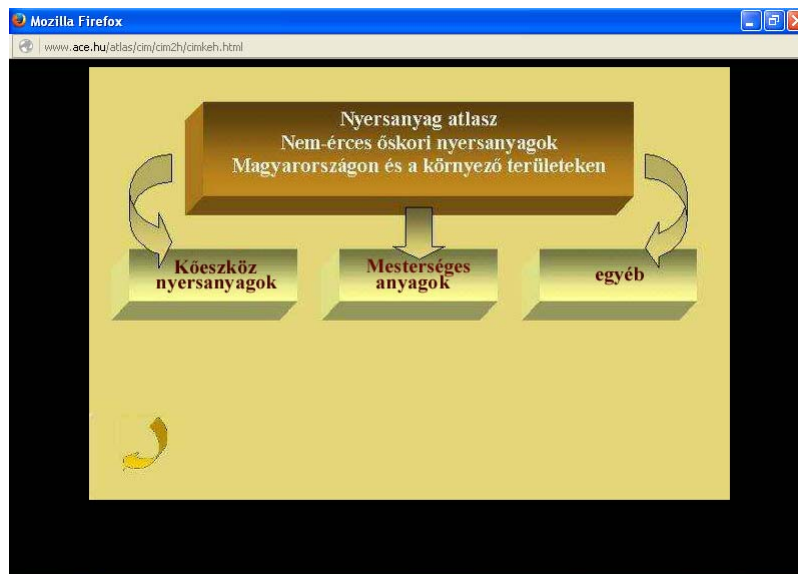 Mozilla Firefox
www.ace.hu/atlas/cim/cim2h/cimkeh.html
Nyersanyag atlasz
Nem-érces őskori nyersanyagok
Magyarországon és a környező területeken
Kőeszköz
nyersanyagok
Mesterséges
anyagok
egyéb